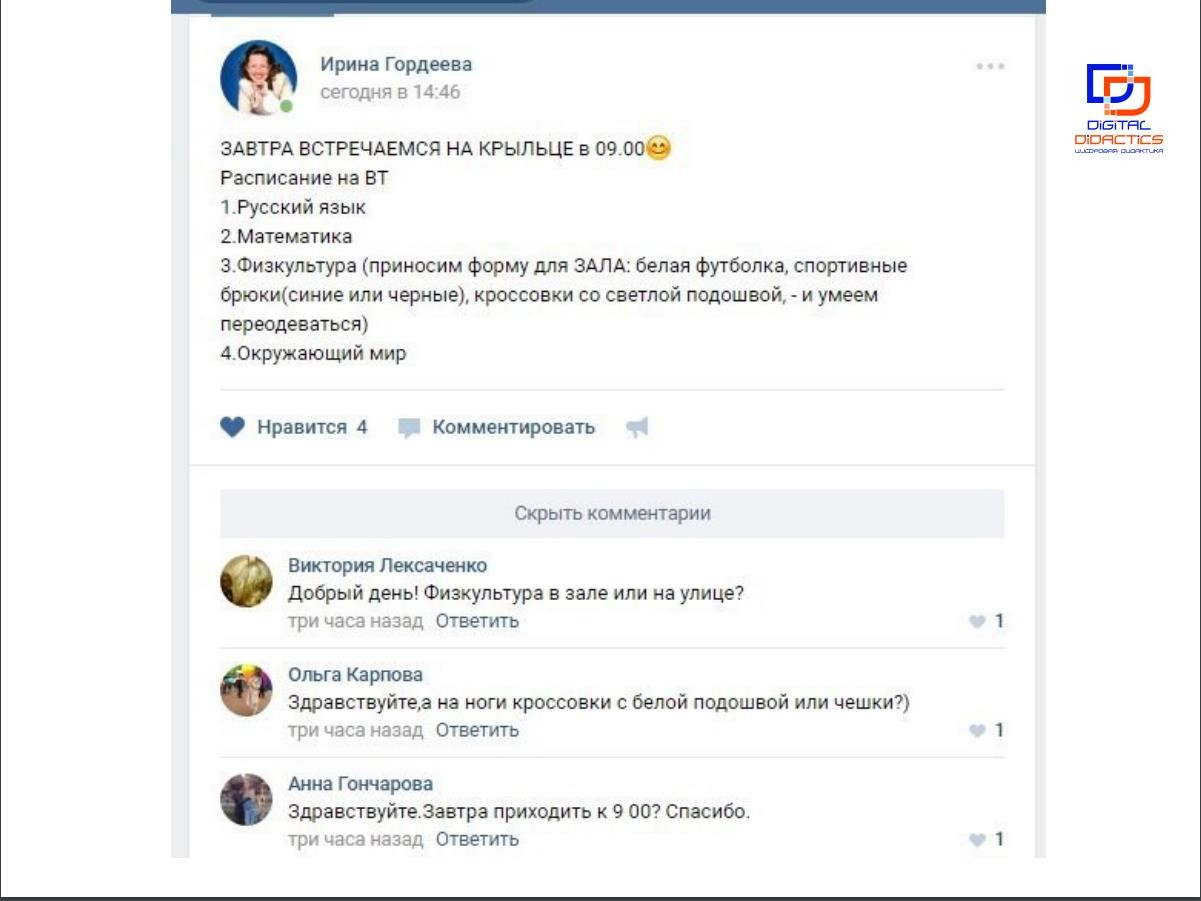 Ирина Гордеева
сегодня в 14:46
ЗАВТРА ВСТРЕЧАЕМСЯ НА КРЫЛЬЦЕ в 09.00😊
Расписание на ВТ
1.Русский язык
2.Математика
3.Физкультура (приносим форму для ЗАЛА: белая футболка, спортивные
брюки(синие или черные), кроссовки со светлой подошвой, - и умеем
переодеваться)
4.Окружающий мир
Нравится 4 Комментировать
Скрыть комментарии
Виктория Лексаченко
Добрый день! Физкультура в зале или на улице?
три часа назад Ответить 1
Ольга Карпова
Здравствуйте,а на ноги кроссовки с белой подошвой или чешки?)
три часа назад Ответить 1
Анна Гончарова
Здравствуйте.Завтра приходить к 9 00? Спасибо.
три часа назад Ответить 1
DIGITAL
DIDACTICS
ЦИФРОВАЯ ДИДАКТИКА